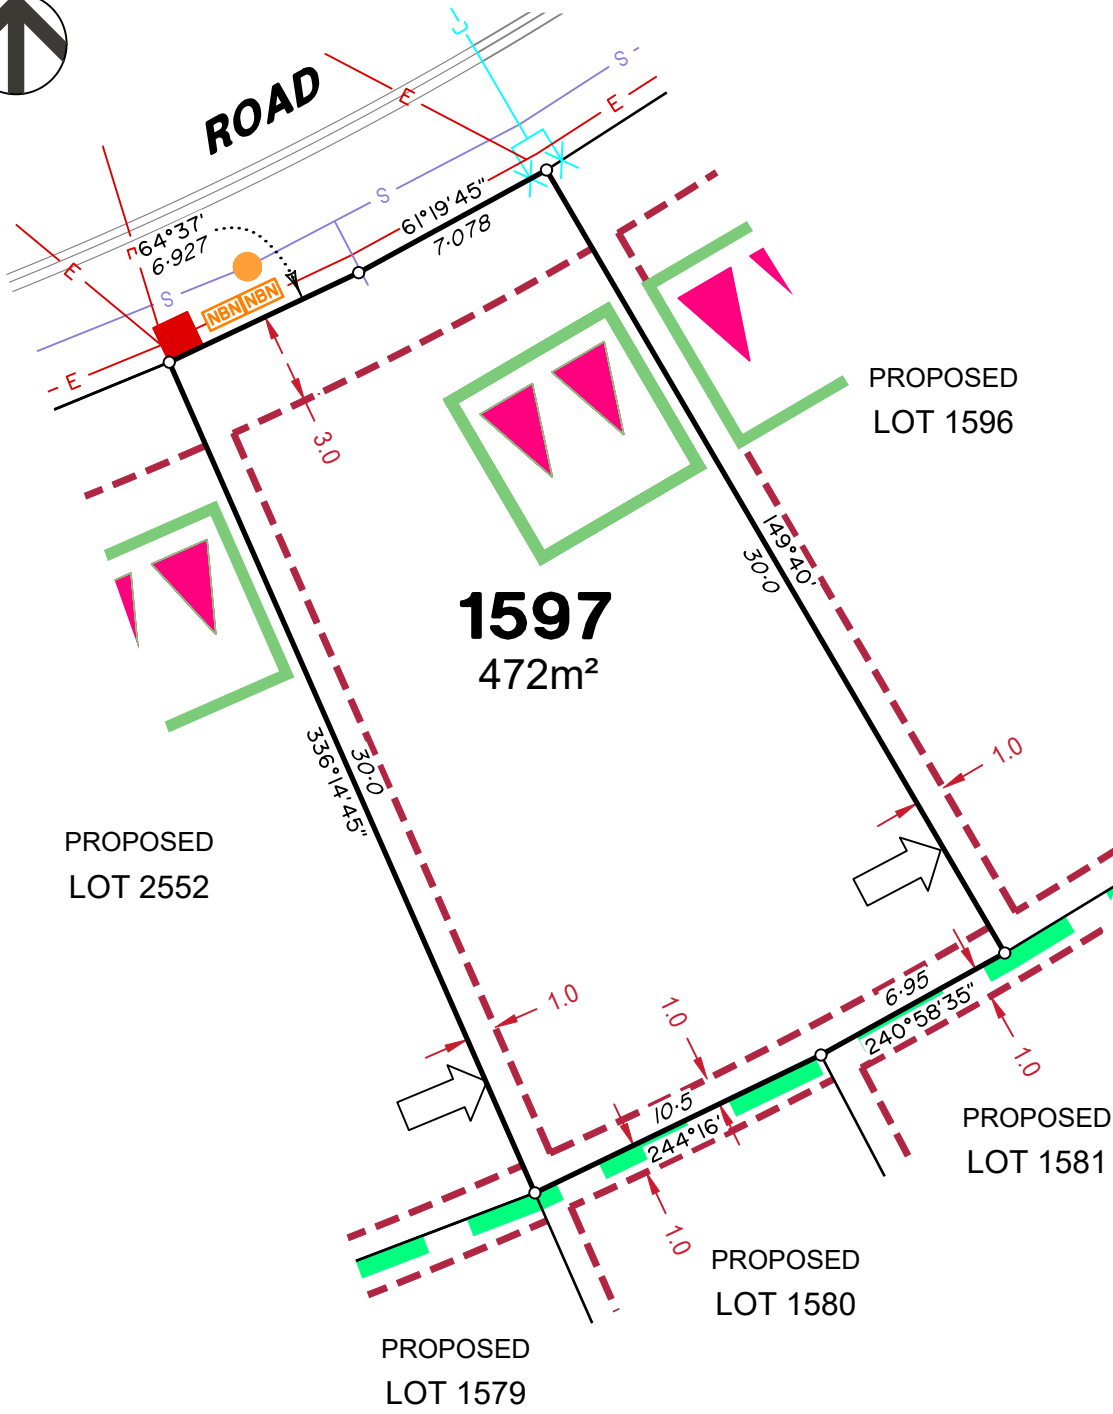 ROAD
S
E
E
S
61°19'45"
7·078
64°37'
6·927
E
E
S
NBN
NBN
E
3.0
PROPOSED
LOT 1596
149°40'
30·0
1597
472m²
336°14'45"
30·0
1.0
PROPOSED
LOT 2552
1.0
1.0
6·95
240°58'35"
1.0
10·5
244°16'
1.0
PROPOSED
LOT 1581
PROPOSED
LOT 1580
PROPOSED
LOT 1579